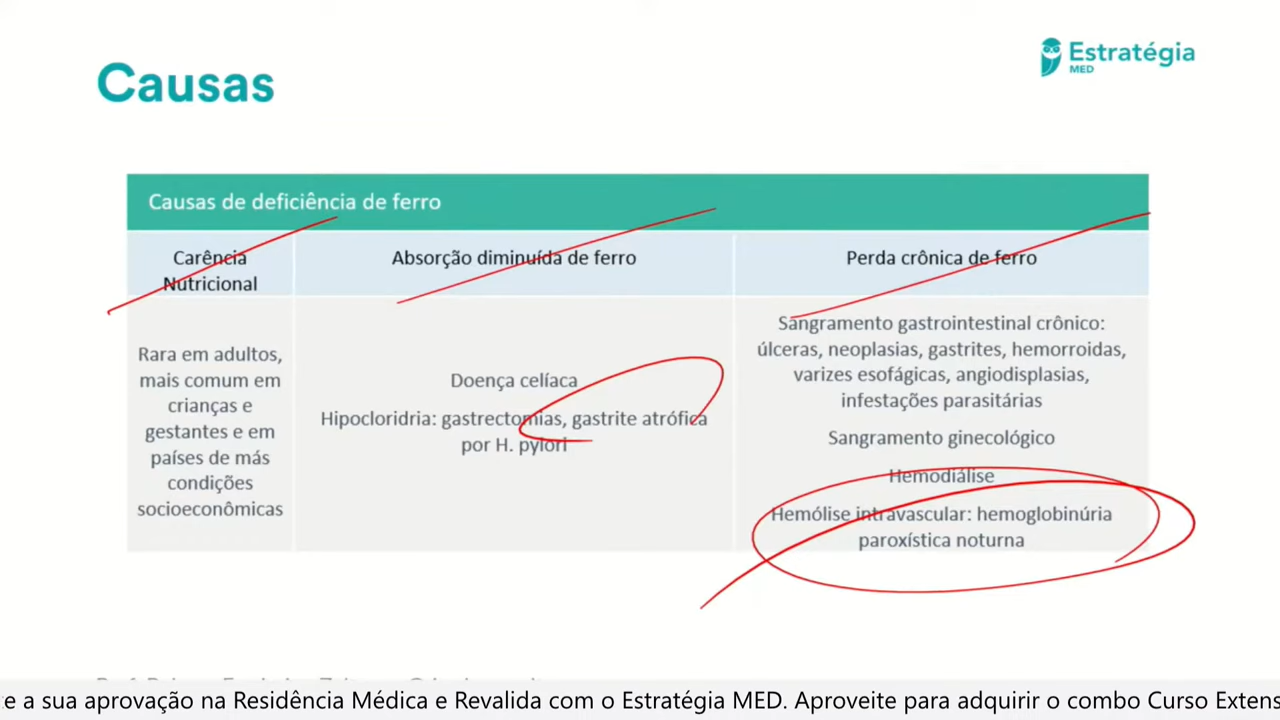 Causas
Estratégia
MED
Causas de deficiência de ferro
Carência
Nutricional
Absorção diminuída de ferro
Perda crônica de ferro
Rara em adultos,
mais comum em
crianças e
gestantes e em
países de más
condições
socioeconômicas
Doença celíaca
Hipocloridria: gastrectomias, gastrite atrófica
por H. pylori
Sangramento gastrointestinal crônico:
úlceras, neoplasias, gastrites, hemorroidas,
varizes esofágicas, angiodisplasias,
infestações parasitárias
Sangramento ginecológico
Hemodiálise
Hemólise intravascular: hemoglobinúria
paroxística noturna
a sua aprovação na Residência Médica e Revalida com o Estratégia MED. Aproveite para adquirir o combo Curso Extens